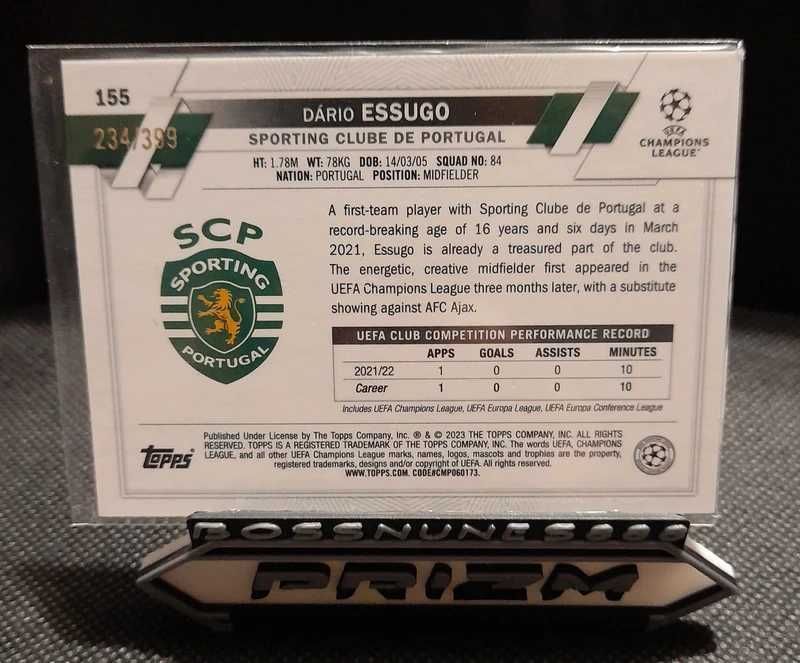 155
234/399
DÁRIO ESSUGO
SPORTING CLUBE DE PORTUGAL
HT: 1.78M WT: 78KG DOB: 14/03/05 SQUAD NO: 84
NATION: PORTUGAL POSITION: MIDFIELDER
UEFA
CHAMPIONS
LEAGUE
SCP
SPORTING
PORTUGAL
A first-team player with Sporting Clube de Portugal at a
record-breaking age of 16 years and six days in March
2021, Essugo is already a treasured part of the club.
The energetic, creative midfielder first appeared in the
UEFA Champions League three months later, with a substitute
showing against AFC Ajax.
UEFA CLUB COMPETITION PERFORMANCE RECORD
APPS GOALS ASSISTS MINUTES
2021/22 1 0 0 10
Career 1 0 0 10
Includes UEFA Champions League, UEFA Europa League, UEFA Europa Conference League
Topps
Published Under License by The Topps Company, Inc. ® & © 2023 THE TOPPS COMPANY, INC. ALL RIGHTS
RESERVED. TOPPS IS A REGISTERED TRADEMARK OF THE TOPPS COMPANY, INC. The words UEFA, CHAMPIONS
LEAGUE, and all other UEFA Champions League marks, names, logos, mascots and trophies are the property,
registered trademarks, designs and/or copyright of UEFA. All rights reserved.
WWW.TOPPS.COM. CODE#CMP060173.
BOSSNUNES888
PRIZM